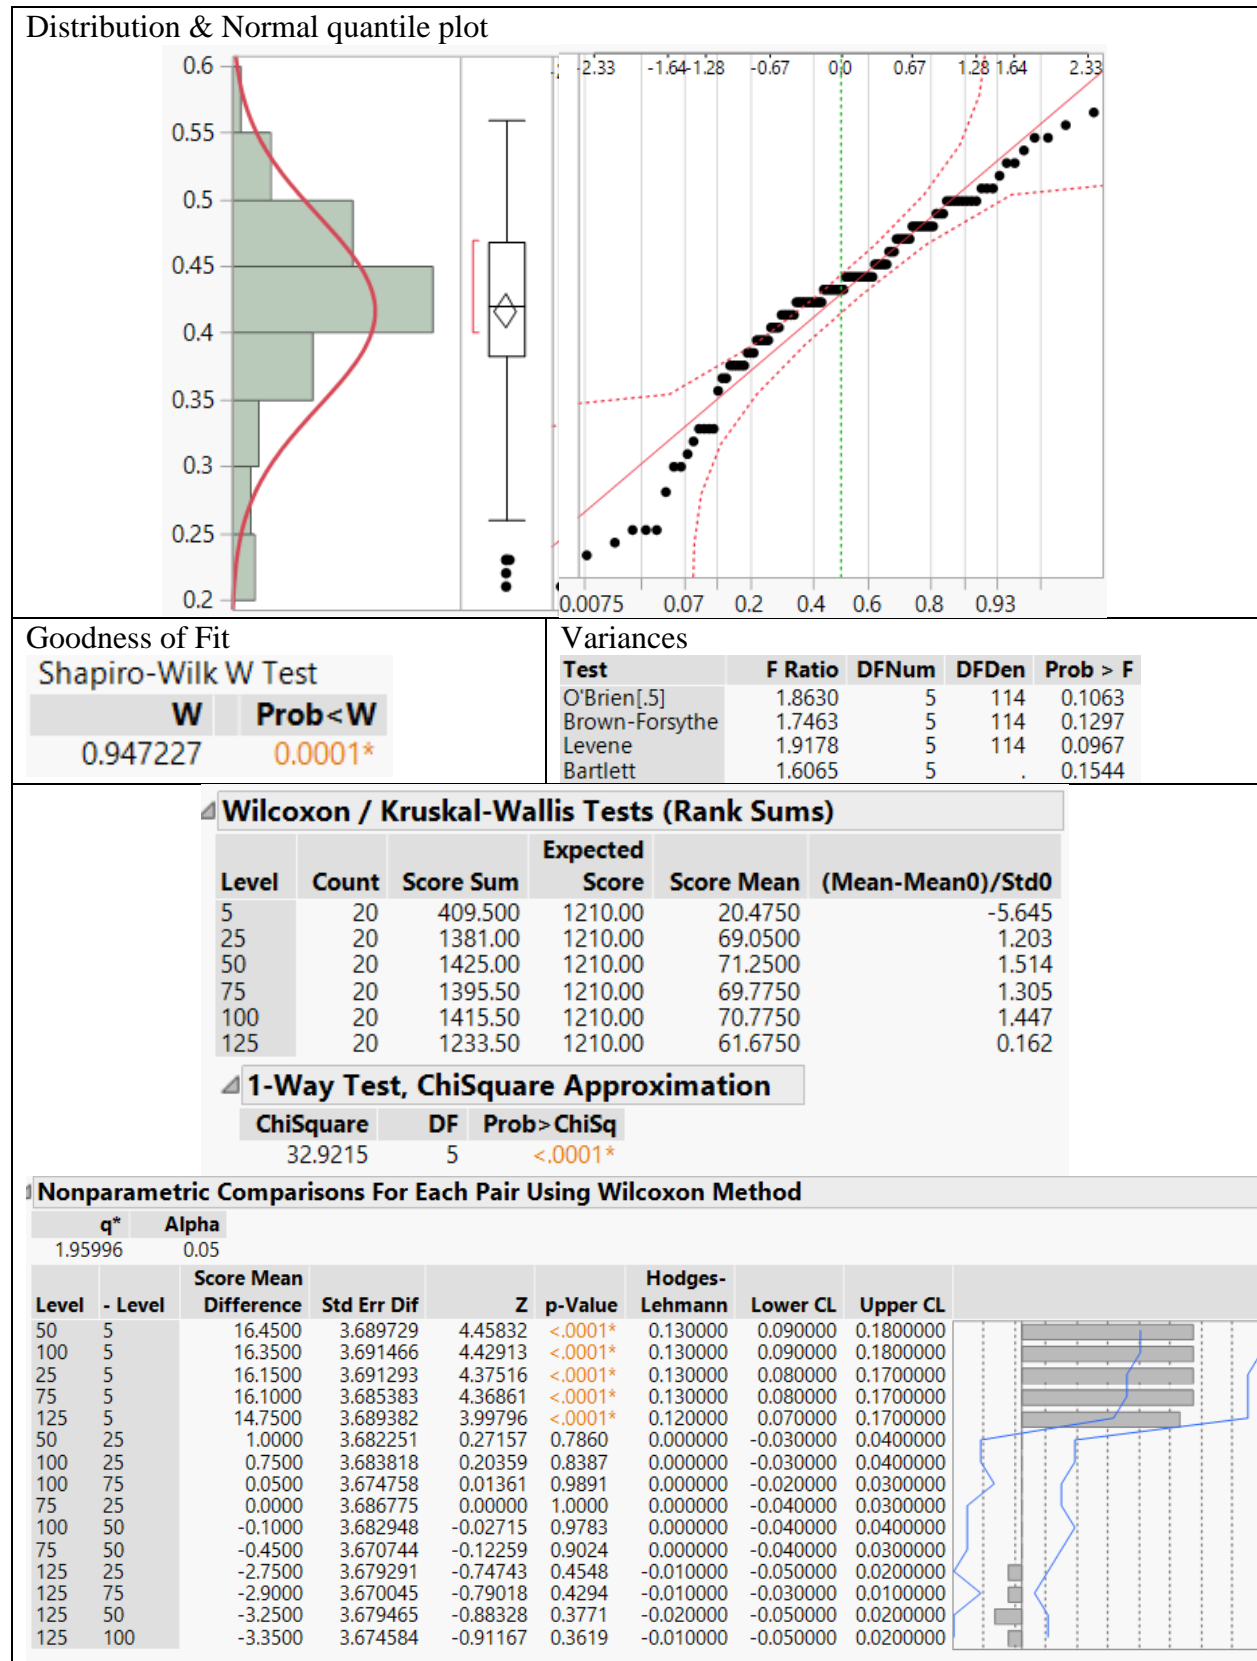 Distribution & Normal quantile plot
0.6
0.55
0.5
0.45
0.4
0.35
0.3
0.25
0.2
-2.33 -1.64 -1.28 -0.67 0.0 0.67 1.28 1.64 2.33
0.0075 0.07 0.2 0.4 0.6 0.8 0.93
Goodness of Fit
Shapiro-Wilk W Test
W Prob<W
0.947227 0.0001*
Variances
Test F Ratio DFNum DFDen Prob > F
O'Brien[.5] 1.8630 5 114 0.1063
Brown-Forsythe 1.7463 5 114 0.1297
Levene 1.9178 5 114 0.0967
Bartlett 1.6065 5 . 0.1544
Wilcoxon / Kruskal-Wallis Tests (Rank Sums)
Expected
Level Count Score Sum Score Score Mean (Mean-Mean0)/Std0
5 20 409.500 1210.00 20.4750 -5.645
25 20 1381.00 1210.00 69.0500 1.203
50 20 1425.00 1210.00 71.2500 1.514
75 20 1395.50 1210.00 69.7750 1.305
100 20 1415.50 1210.00 70.7750 1.447
125 20 1233.50 1210.00 61.6750 0.162
1-Way Test, ChiSquare Approximation
ChiSquare DF Prob>ChiSq
32.9215 5 <.0001*
Nonparametric Comparisons For Each Pair Using Wilcoxon Method
q* Alpha
1.95996 0.05
Score Mean Hodges-
Level - Level Difference Std Err Dif Z p-Value Lehmann Lower CL Upper CL
50 5 16.4500 3.689729 4.45832 <.0001* 0.130000 0.090000 0.1800000
100 5 16.3500 3.691466 4.42913 <.0001* 0.130000 0.090000 0.1800000
25 5 16.1500 3.691293 4.37516 <.0001* 0.130000 0.080000 0.1700000
75 5 16.1000 3.685383 4.36861 <.0001* 0.130000 0.080000 0.1700000
125 5 14.7500 3.689382 3.99796 <.0001* 0.120000 0.070000 0.1700000
50 25 1.0000 3.682251 0.27157 0.7860 0.000000 -0.030000 0.0400000
100 25 0.7500 3.683818 0.20359 0.8387 0.000000 -0.030000 0.0400000
100 75 0.0500 3.674758 0.01361 0.9891 0.000000 -0.020000 0.0300000
75 25 0.0000 3.686775 0.00000 1.0000 0.000000 -0.040000 0.0300000
100 50 -0.1000 3.682948 -0.02715 0.9783 0.000000 -0.040000 0.0400000
75 50 -0.4500 3.670744 -0.12259 0.9024 0.000000 -0.040000 0.0300000
125 25 -2.7500 3.679291 -0.74743 0.4548 -0.010000 -0.050000 0.0200000
125 75 -2.9000 3.670045 -0.79018 0.4294 -0.010000 -0.030000 0.0100000
125 50 -3.2500 3.679465 -0.88328 0.3771 -0.020000 -0.050000 0.0200000
125 100 -3.3500 3.674584 -0.91167 0.3619 -0.010000 -0.050000 0.0200000